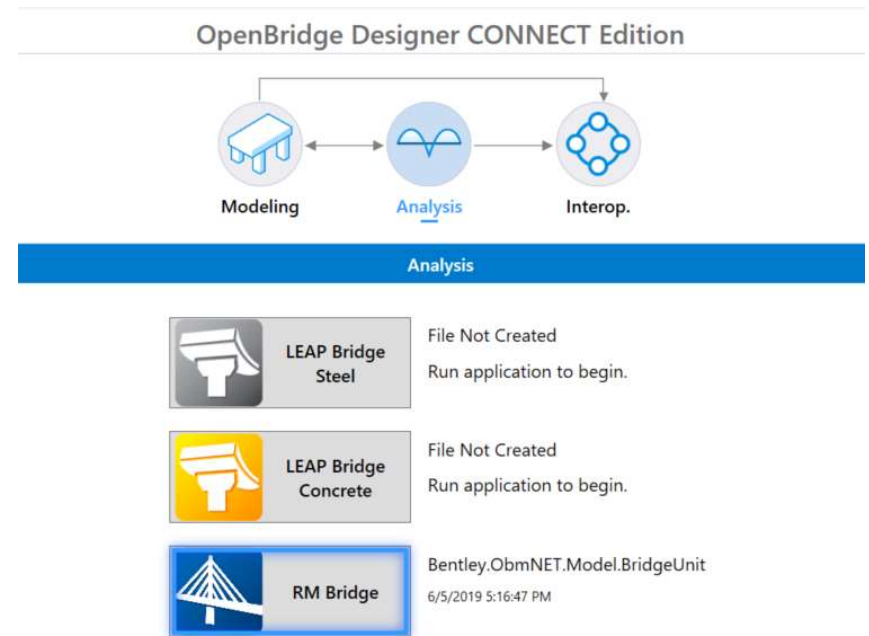 OpenBridge Designer CONNECT Edition
Modeling
Analysis
Interop.
Analysis
LEAP Bridge
Steel
File Not Created
Run application to begin.
LEAP Bridge
Concrete
File Not Created
Run application to begin.
RM Bridge
Bentley.ObmNET.Model.BridgeUnit
6/5/2019 5:16:47 PM